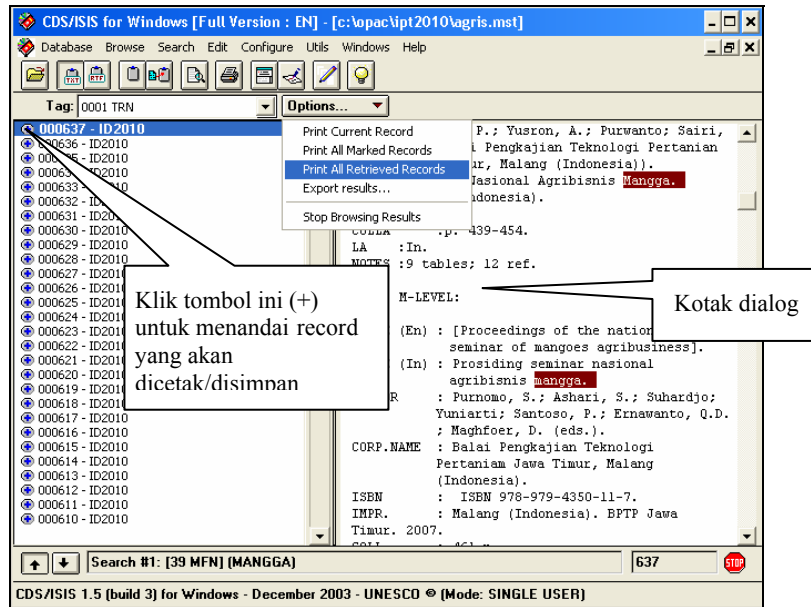 CDS/ISIS for Windows [Full Version : EN] - [c:\opac\ipt2010\agris.mst]
Database Browse Search Edit Configure Utils Windows Help
TXT RTF
Tag: 0001 TRN Options...
Print Current Record
Print All Marked Records
Print All Retrieved Records
Export results...
Stop Browsing Results
000637 - ID2010
000636 - ID2010
- ID2010
ID2010
000633 - ID2010
000632 - ID2010
000631 - ID2010
000630 - ID2010
000629 - ID2010
000628 - ID2010
000627 - ID2010
000626 - ID2010
000625 - ID2010
000624 - ID2010
000623 - ID2010
000622 - ID2010
000621 - ID2010
000620 - ID2010
000619 - ID2010
000618 - ID2010
000617 - ID2010
000616 - ID2010
000615 - ID2010
000614 - ID2010
000613 - ID2010
000612 - ID2010
000611 - ID2010
000610 - ID2010
Klik tombol ini (+)
untuk menandai record
yang akan
dicetak/disimpan
Kotak dialog
P.; Yusron, A.; Purwanto; Sairi,
Pengkajian Teknologi Pertanian
Malang (Indonesia)).
Agribisnis Mangga.
:p. 439-454.
LA :In.
NOTES :9 tables; 12 ref.
M-LEVEL:
(En) : [Proceedings of the
seminar of mangoes agribusiness].
(In) : Prosiding seminar nasional
agribisnis mangga.
R : Purnomo, S.; Ashari, S.; Suhardjo;
Yuniarti; Santoso, P.; Ernawanto, Q.D.
; Maghfoer, D. (eds.).
CORP.NAME : Balai Pengkajian Teknologi
Pertaniam Jawa Timur, Malang
(Indonesia).
ISBN : ISBN 978-979-4350-11-7.
IMPR. : Malang (Indonesia). BPTP Jawa
Timur. 2007.
Search #1: [39 MFN] (MANGGA) 637 STOP
CDS/ISIS 1.5 (build 3) for Windows - December 2003 - UNESCO © (Mode: SINGLE USER)